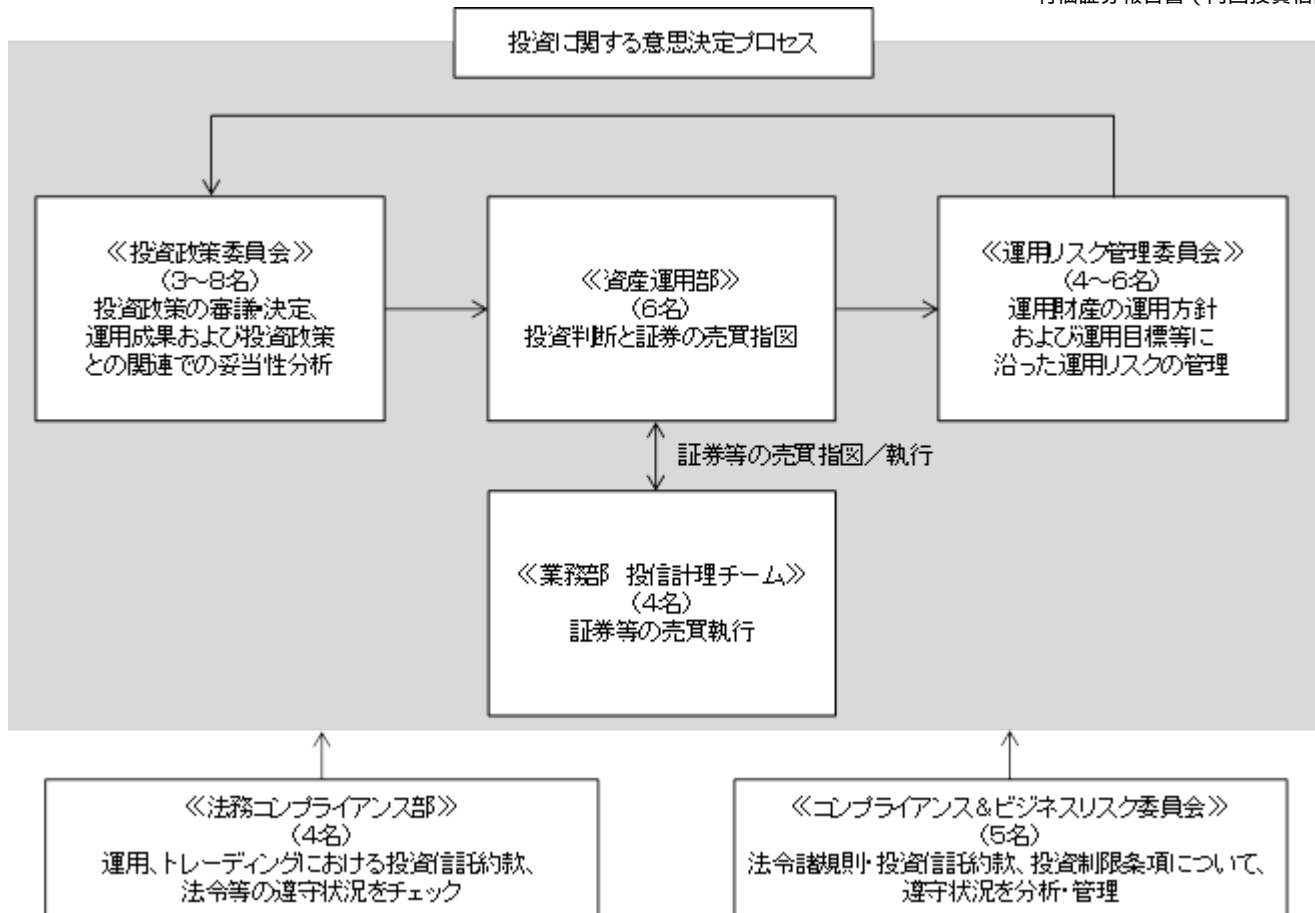 投資に関する意思決定プロセス
≪投資政策委員会≫
(3～8名)
投資政策の審議・決定、
運用成果および投資政策
との関連での妥当性分析
≪資産運用部≫
(6名)
投資判断と証券の売買指図
≪運用リスク管理委員会≫
(4～6名)
運用財産の運用方針
および運用目標等に
沿った運用リスクの管理
証券等の売買指図／執行
≪業務部 投信計理チーム≫
(4名)
証券等の売買執行
≪法務コンプライアンス部≫
(4名)
運用、トレーディングにおける投資信託約款、
法令等の遵守状況をチェック
≪コンプライアンス＆ビジネスリスク委員会≫
(5名)
法令諸規則・投資信託約款、投資制限条項について、
遵守状況を分析・管理